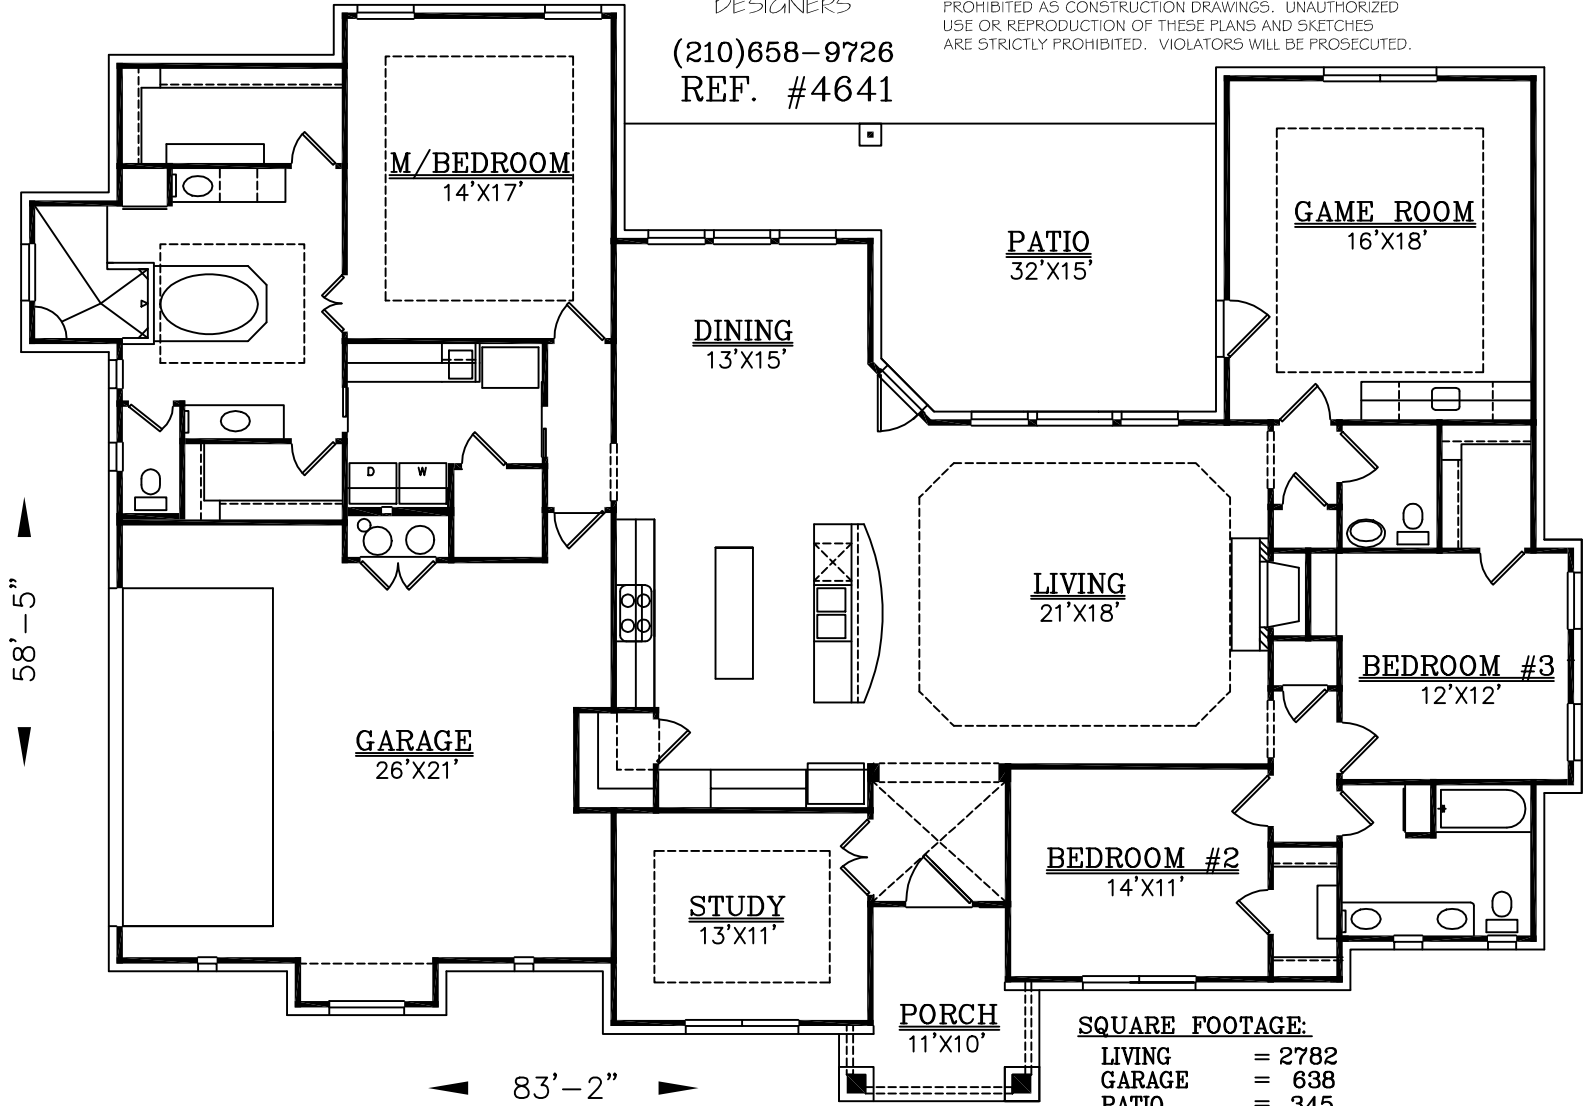 DESIGNERS
(210)658-9726
REF. #4641
PROHIBITED AS CONSTRUCTION DRAWINGS. UNAUTHORIZED
USE OR REPRODUCTION OF THESE PLANS AND SKETCHES
ARE STRICTLY PROHIBITED. VIOLATORS WILL BE PROSECUTED.
M/BEDROOM
14'X17'
GAME ROOM
16'X18'
PATIO
32'X15'
DINING
13'X15'
D
W
58'-5"
LIVING
21'X18'
BEDROOM #3
12'X12'
GARAGE
26'X21'
BEDROOM #2
14'X11'
STUDY
13'X11'
PORCH
11'X10'
SQUARE FOOTAGE:
LIVING = 2782
GARAGE = 638
PATIO = 345
83'-2"